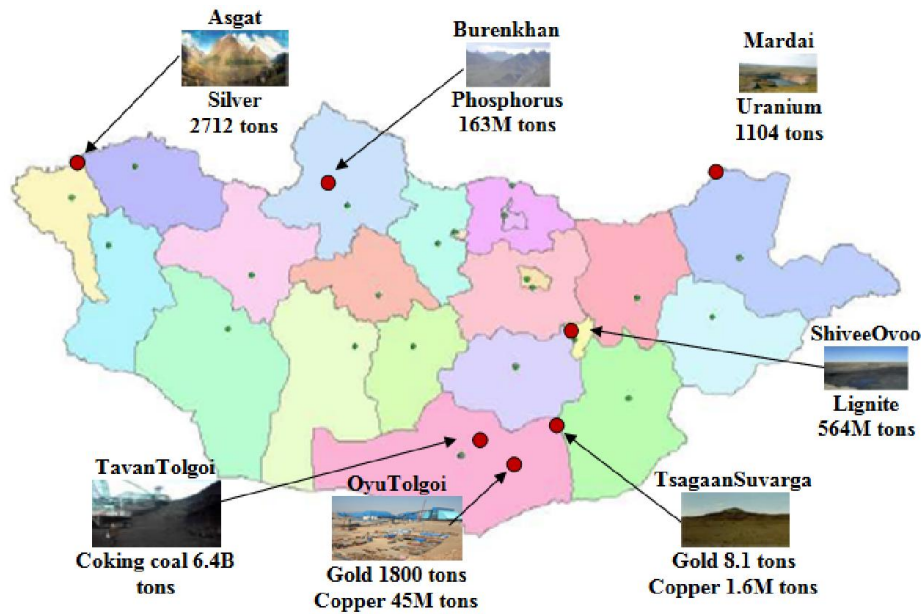 Asgat
Silver
2712 tons
Burenkhan
Phosphorus
163M tons
Mardai
Uranium
1104 tons
ShiveeOvoo
Lignite
564M tons
TavanTolgoi
Coking coal 6.4B
tons
OyuTolgoi
Gold 1800 tons
Copper 45M tons
TsagaanSuvarga
Gold 8.1 tons
Copper 1.6M tons